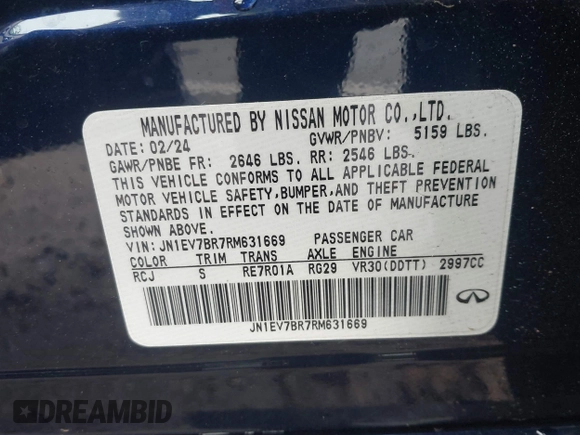 MANUFACTURED BY NISSAN MOTOR CO.,LTD.
DATE: 02/24 GVWR/PNBV: 5159 LBS.
GAWR/PNBE FR: 2646 LBS. RR: 2546 LBS.
THIS VEHICLE CONFORMS TO ALL APPLICABLE FEDERAL
MOTOR VEHICLE SAFETY,BUMPER,AND THEFT PREVENTION
STANDARDS IN EFFECT ON THE DATE OF MANUFACTURE
SHOWN ABOVE.
VIN: JN1EV7BR7RM631669 PASSENGER CAR
COLOR TRIM TRANS AXLE ENGINE
RCJ S RE7R01A RG29 VR30(DDTT) 2997CC
JN1EV7BR7RM631669
INFINITI
DREAMBID